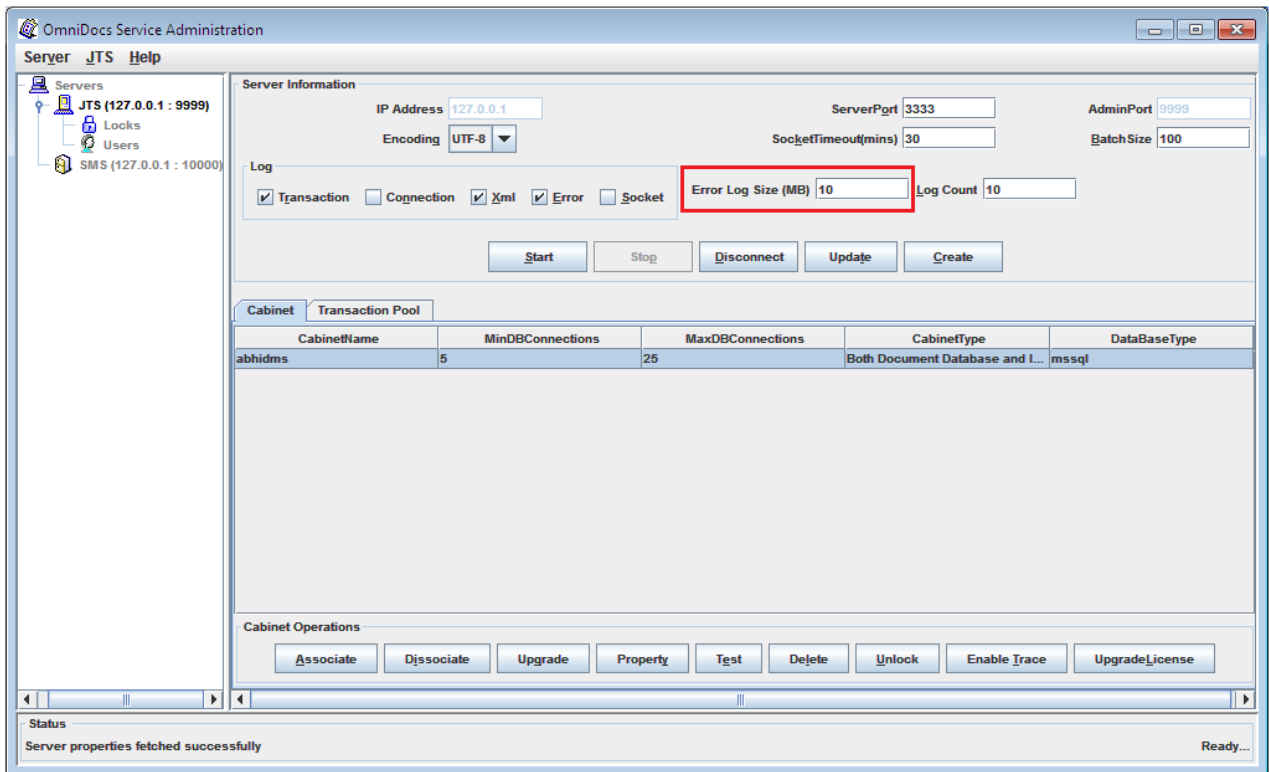 OmniDocs Service Administration
Server JTS Help
Servers
JTS (127.0.0.1 : 9999)
Locks
Users
SMS (127.0.0.1 : 10000)
Server Information
IP Address 127.0.0.1 ServerPort 3333 AdminPort 9999
Encoding UTF-8 SocketTimeout(mins) 30 BatchSize 100
Log
Transaction Connection Xml Error Socket Error Log Size (MB) 10 Log Count 10
Start Stop Disconnect Update Create
Cabinet Transaction Pool
CabinetName MinDBConnections MaxDBConnections CabinetType DataBaseType
abhidms 5 25 Both Document Database and I... mssql
Cabinet Operations
Associate Dissociate Upgrade Property Test Delete Unlock Enable Trace UpgradeLicense
Status
Server properties fetched successfully Ready...